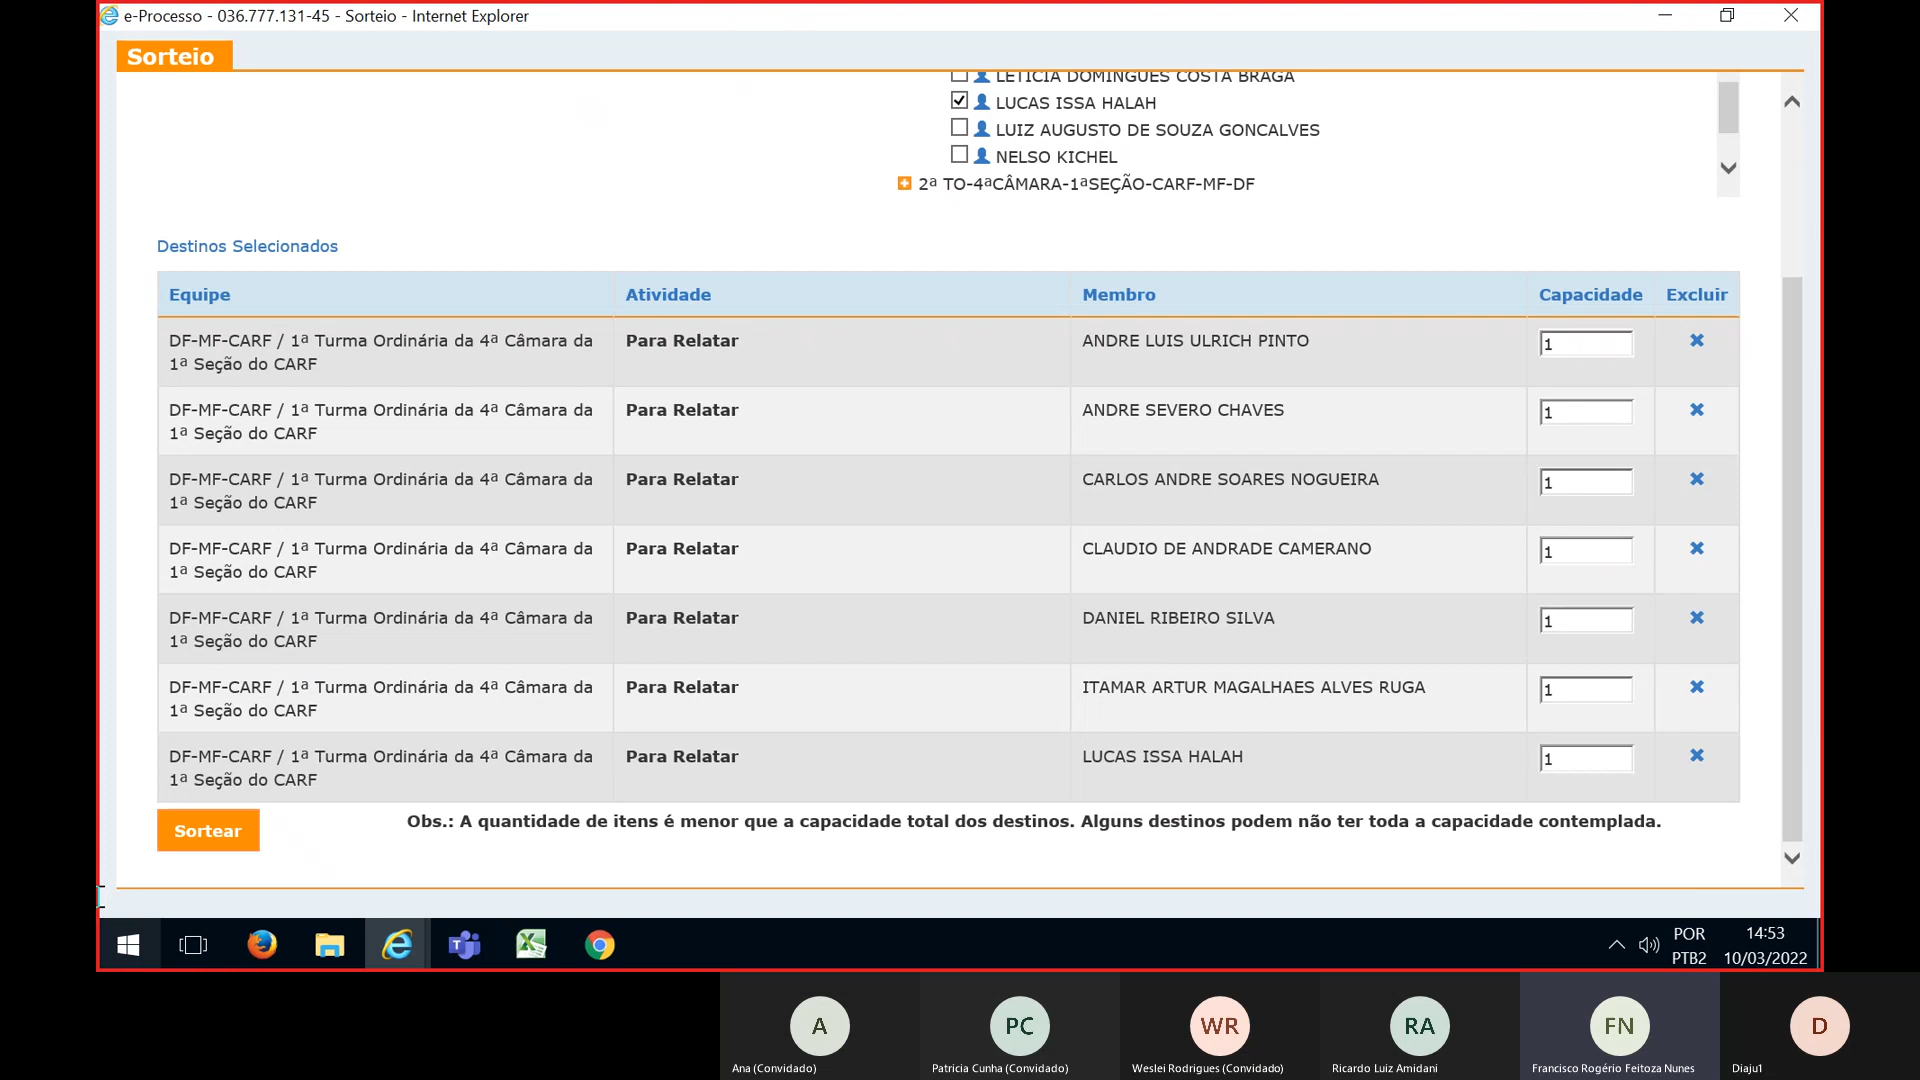 e-Processo - 036.777.131-45 - Sorteio - Internet Explorer
Sorteio
LETICIA DOMINGUES COSTA BRAGA
LUCAS ISSA HALAH
LUIZ AUGUSTO DE SOUZA GONCALVES
NELSO KICHEL
2ª TO-4ªCÂMARA-1ªSEÇÃO-CARF-MF-DF
Destinos Selecionados
Equipe Atividade Membro Capacidade Excluir
DF-MF-CARF / 1ª Turma Ordinária da 4ª Câmara da Para Relatar ANDRE LUIS ULRICH PINTO 1
1ª Seção do CARF
DF-MF-CARF / 1ª Turma Ordinária da 4ª Câmara da Para Relatar ANDRE SEVERO CHAVES 1
1ª Seção do CARF
DF-MF-CARF / 1ª Turma Ordinária da 4ª Câmara da Para Relatar CARLOS ANDRE SOARES NOGUEIRA 1
1ª Seção do CARF
DF-MF-CARF / 1ª Turma Ordinária da 4ª Câmara da Para Relatar CLAUDIO DE ANDRADE CAMERANO 1
1ª Seção do CARF
DF-MF-CARF / 1ª Turma Ordinária da 4ª Câmara da Para Relatar DANIEL RIBEIRO SILVA 1
1ª Seção do CARF
DF-MF-CARF / 1ª Turma Ordinária da 4ª Câmara da Para Relatar ITAMAR ARTUR MAGALHAES ALVES RUGA 1
1ª Seção do CARF
DF-MF-CARF / 1ª Turma Ordinária da 4ª Câmara da Para Relatar LUCAS ISSA HALAH 1
1ª Seção do CARF
Sortear Obs.: A quantidade de itens é menor que a capacidade total dos destinos. Alguns destinos podem não ter toda a capacidade contemplada.
POR 14:53
PTB2 10/03/2022
A PC WR RA FN D
Ana (Convidado) Patricia Cunha (Convidado) Weslei Rodrigues (Convidado) Ricardo Luiz Amidani Francisco Rogério Feitoza Nunes Diaju1